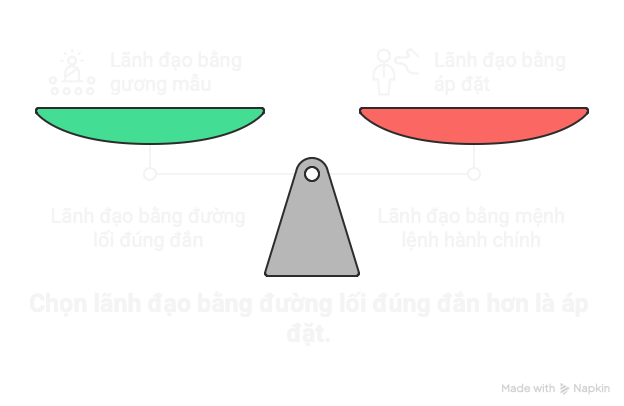 Lãnh đạo bằng
gương mẫu
Lãnh đạo bằng
áp đặt
Lãnh đạo bằng đường
lối đúng đắn
Lãnh đạo bằng mệnh
lệnh hành chính
Chọn lãnh đạo bằng đường lối đúng đắn hơn là áp
đặt.
Made with Napkin